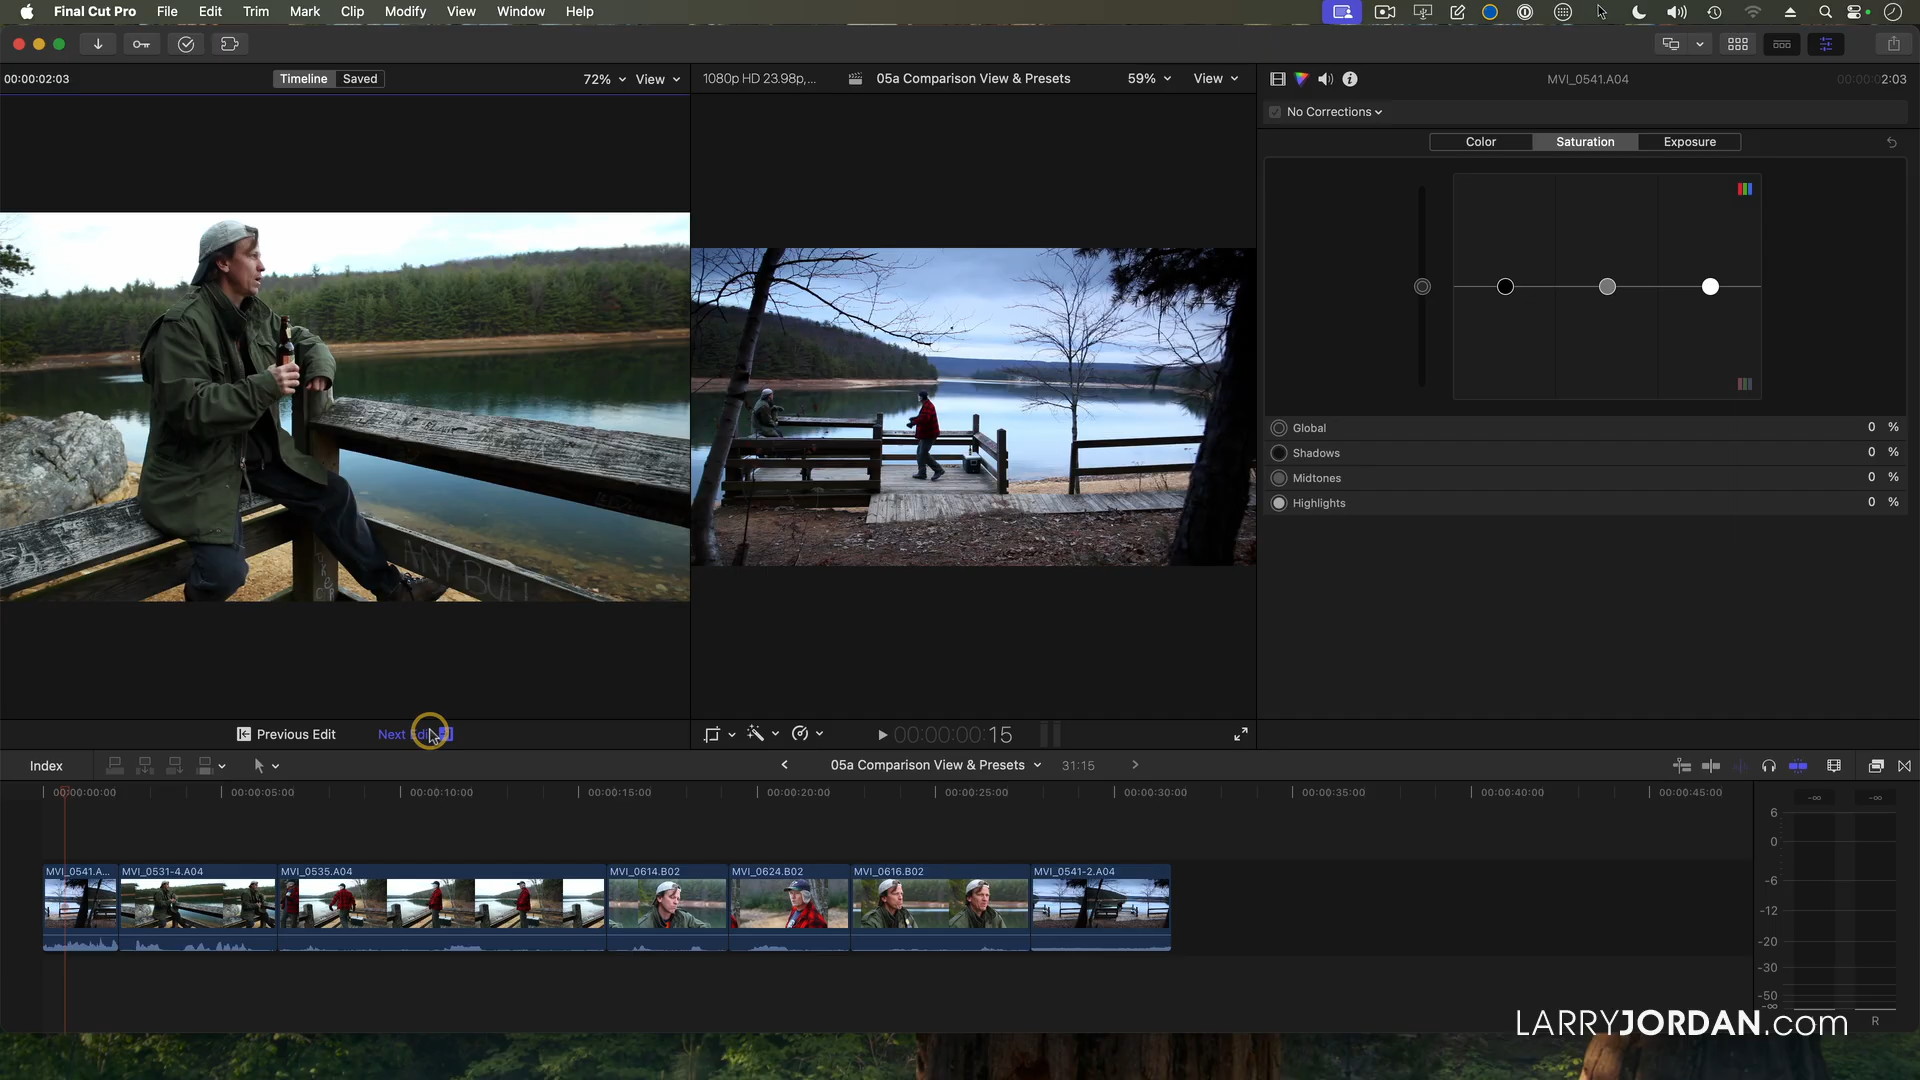 Final Cut Pro File Edit Trim Mark Clip Modify View Window Help
00:00:02:03 Timeline Saved 72% View
1080p HD 23.98p,... 05a Comparison View & Presets 59% View
MVI_0541.A04 00:00:02:03
No Corrections
Color Saturation Exposure
Global 0 %
Shadows 0 %
Midtones 0 %
Highlights 0 %
ANYBULL
Previous Edit Next Edit
00:00:00:15
Index 05a Comparison View & Presets 31:15
00:00:00:00 00:00:05:00 00:00:10:00 00:00:15:00 00:00:20:00 00:00:25:00 00:00:30:00 00:00:35:00 00:00:40:00 00:00:45:00
-∞ -∞
6
0
-6
-12
-20
-30
-50
-∞
R
MVI_0541.A... MVI_0531-4.A04 MVI_0535.A04 MVI_0614.B02 MVI_0624.B02 MVI_0616.B02 MVI_0541-2.A04
LARRYJORDAN.com